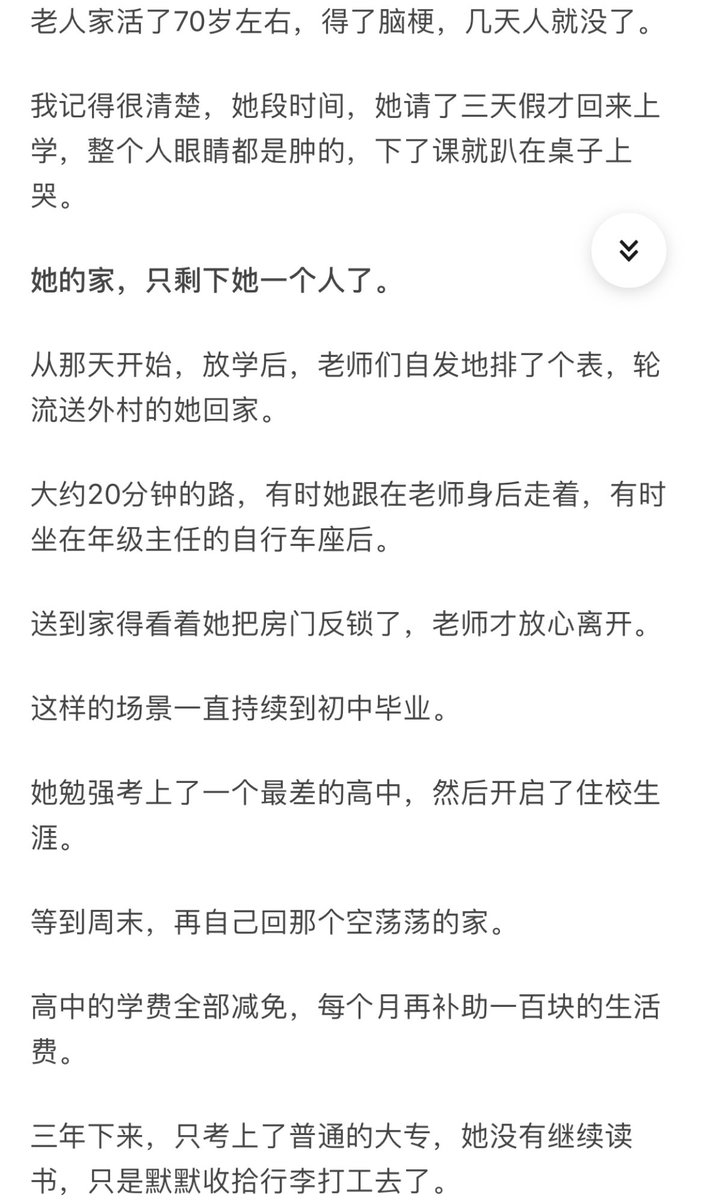 老人家活了70岁左右，得了脑梗，几天人就没了。
我记得很清楚，她段时间，她请了三天假才回来上
学，整个人眼睛都是肿的，下了课就趴在桌子上
哭。
她的家，只剩下她一个人了。
从那天开始，放学后，老师们自发地排了个表，轮
流送外村的她回家。
大约20分钟的路，有时她跟在老师身后走着，有时
坐在年级主任的自行车座后。
送到家得看着她把房门反锁了，老师才放心离开。
这样的场景一直持续到初中毕业。
她勉强考上了一个最差的高中，然后开启了住校生
涯。
等到周末，再自己回那个空荡荡的家。
高中的学费全部减免，每个月再补助一百块的生活
费。
三年下来，只考上了普通的大专，她没有继续读
书，只是默默收拾行李打工去了。